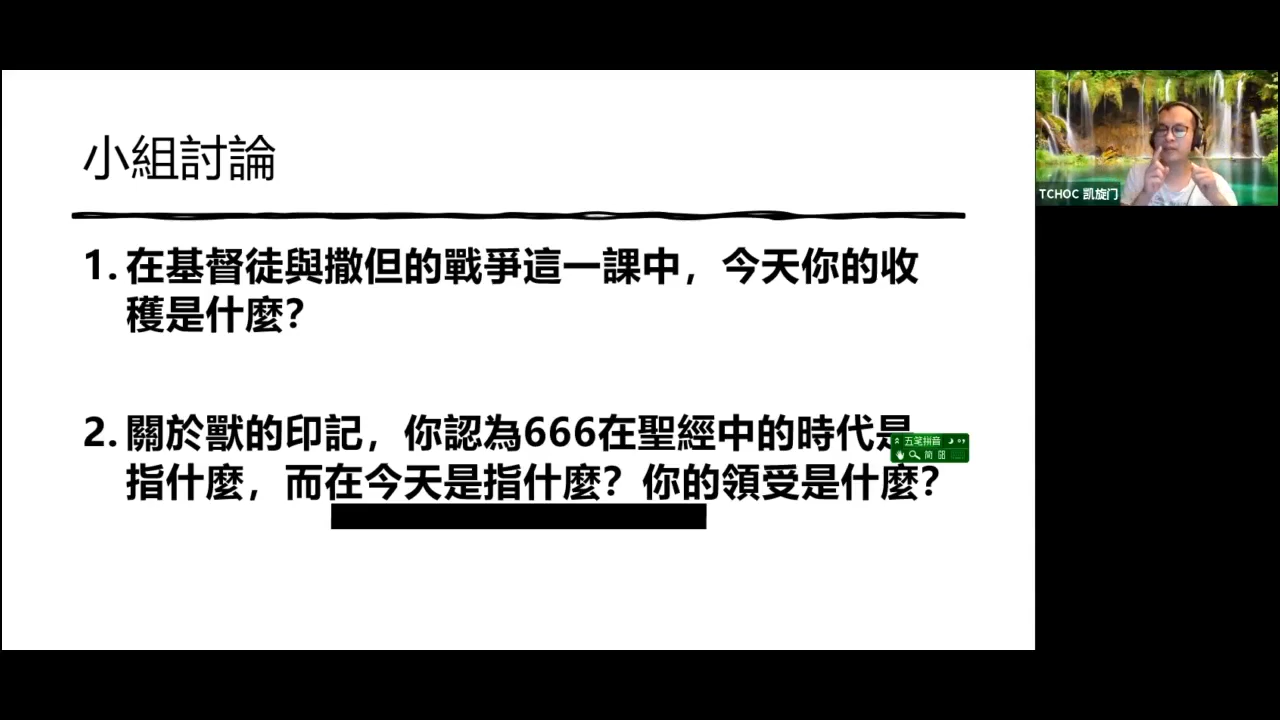 小組討論
1. 在基督徒與撒但的戰爭這一課中，今天你的收
穫是什麼？
2. 關於獸的印記，你認為666在聖經中的時代是
指什麼，而在今天是指什麼？你的領受是什麼？
五笔拼音
简
TCHOC 凯旋门